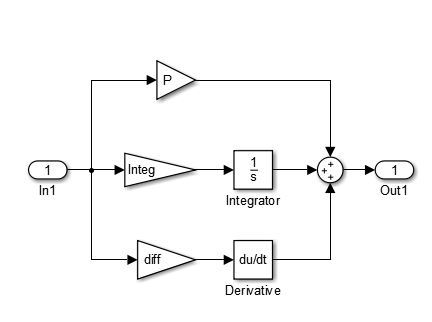 P
1
In1
Integ
1
s
Integrator
+
+
+
1
Out1
diff
du/dt
Derivative